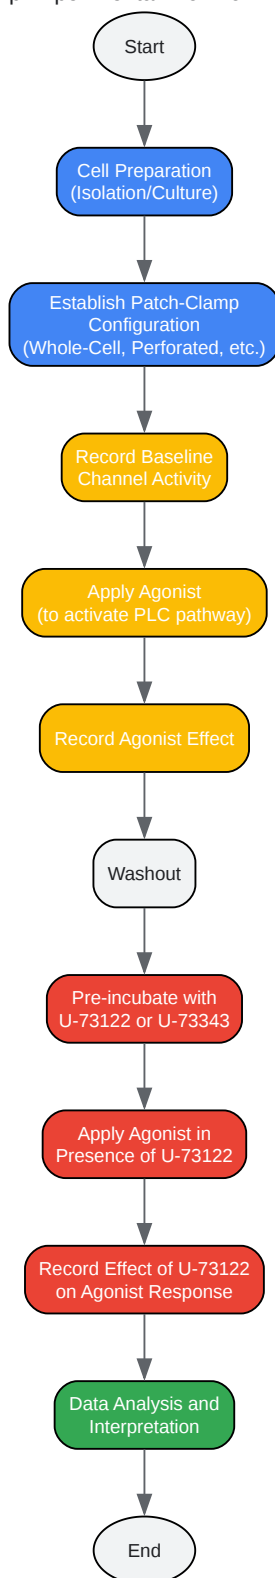 Start
Cell Preparation
(Isolation/Culture)
Establish Patch-Clamp
Configuration
(Whole-Cell, Perforated, etc.)
Record Baseline
Channel Activity
Apply Agonist
(to activate PLC pathway)
Record Agonist Effect
Washout
Pre-incubate with
U-73122 or U-73343
Apply Agonist in
Presence of U-73122
Record Effect of U-73122
on Agonist Response
Data Analysis and
Interpretation
End